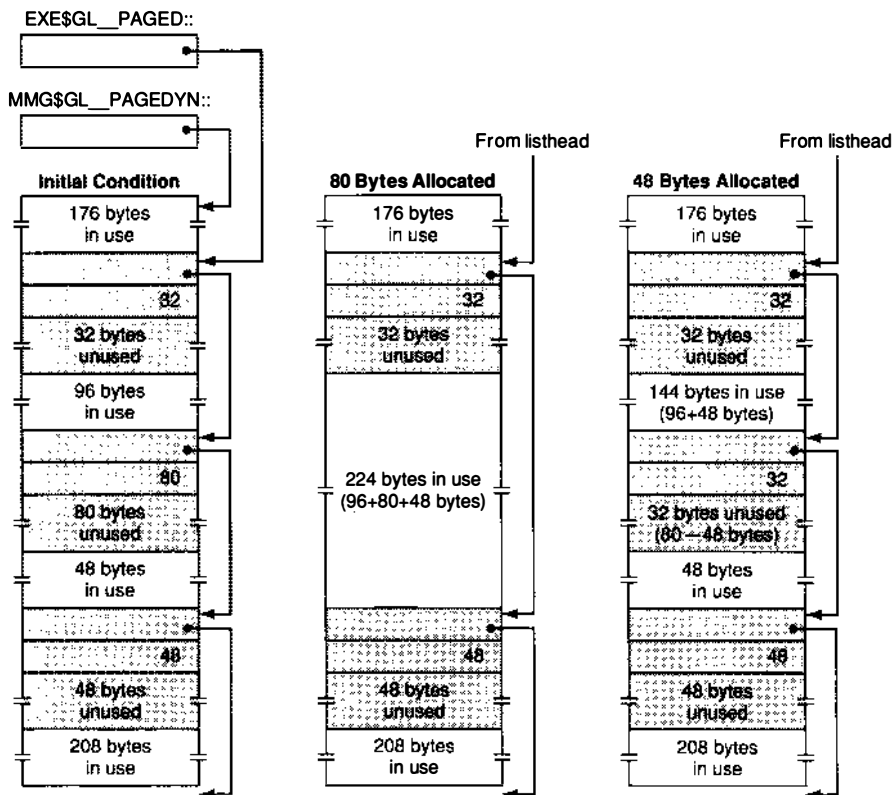 EXE$GL__PAGED::
MMG$GL__PAGEDYN::
Initial Condition
176 bytes
in use
32
32 bytes
unused
96 bytes
in use
80
80 bytes
unused
48 bytes
in use
48
48 bytes
unused
208 bytes
in use
From listhead
80 Bytes Allocated
176 bytes
in use
32
32 bytes
unused
224 bytes in use
(96+80+48 bytes)
48
48 bytes
unused
208 bytes
in use
From listhead
48 Bytes Allocated
176 bytes
in use
32
32 bytes
unused
144 bytes in use
(96+48 bytes)
32
32 bytes unused
(80—48 bytes)
48 bytes
in use
48
48 bytes
unused
208 bytes
in use